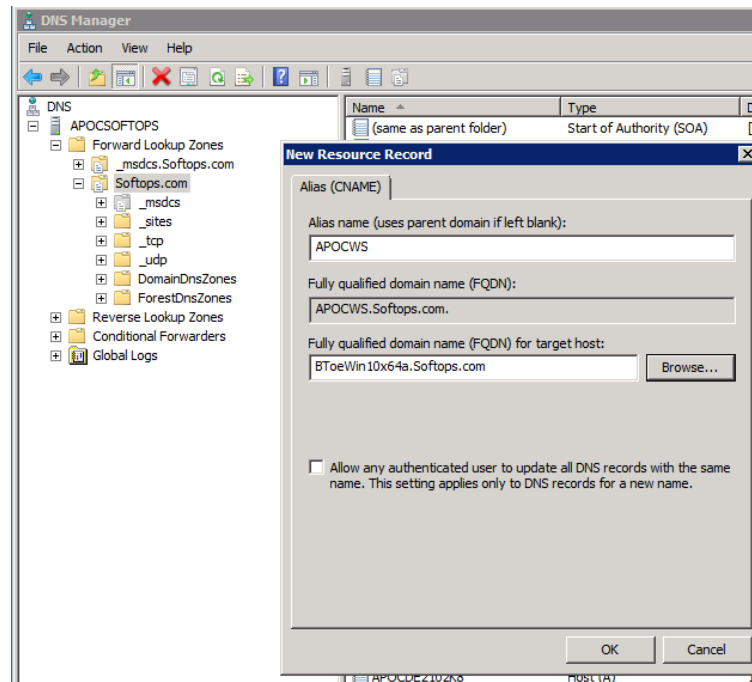 DNS Manager
File Action View Help
DNS
APOCSOFTOPS
Forward Lookup Zones
_msdcs.Softops.com
Softops.com
_msdcs
_sites
_tcp
_udp
DomainDnsZones
ForestDnsZones
Reverse Lookup Zones
Conditional Forwarders
Global Logs
Name Type D
(same as parent folder) Start of Authority (SOA)
New Resource Record
Alias (CNAME)
Alias name (uses parent domain if left blank):
APOCWS
Fully qualified domain name (FQDN):
APOCWS.Softops.com.
Fully qualified domain name (FQDN) for target host:
BToeWin10x64a.Softops.com Browse...
Allow any authenticated user to update all DNS records with the same
name. This setting applies only to DNS records for a new name.
OK Cancel
APOCDE2102K8 Host (A)